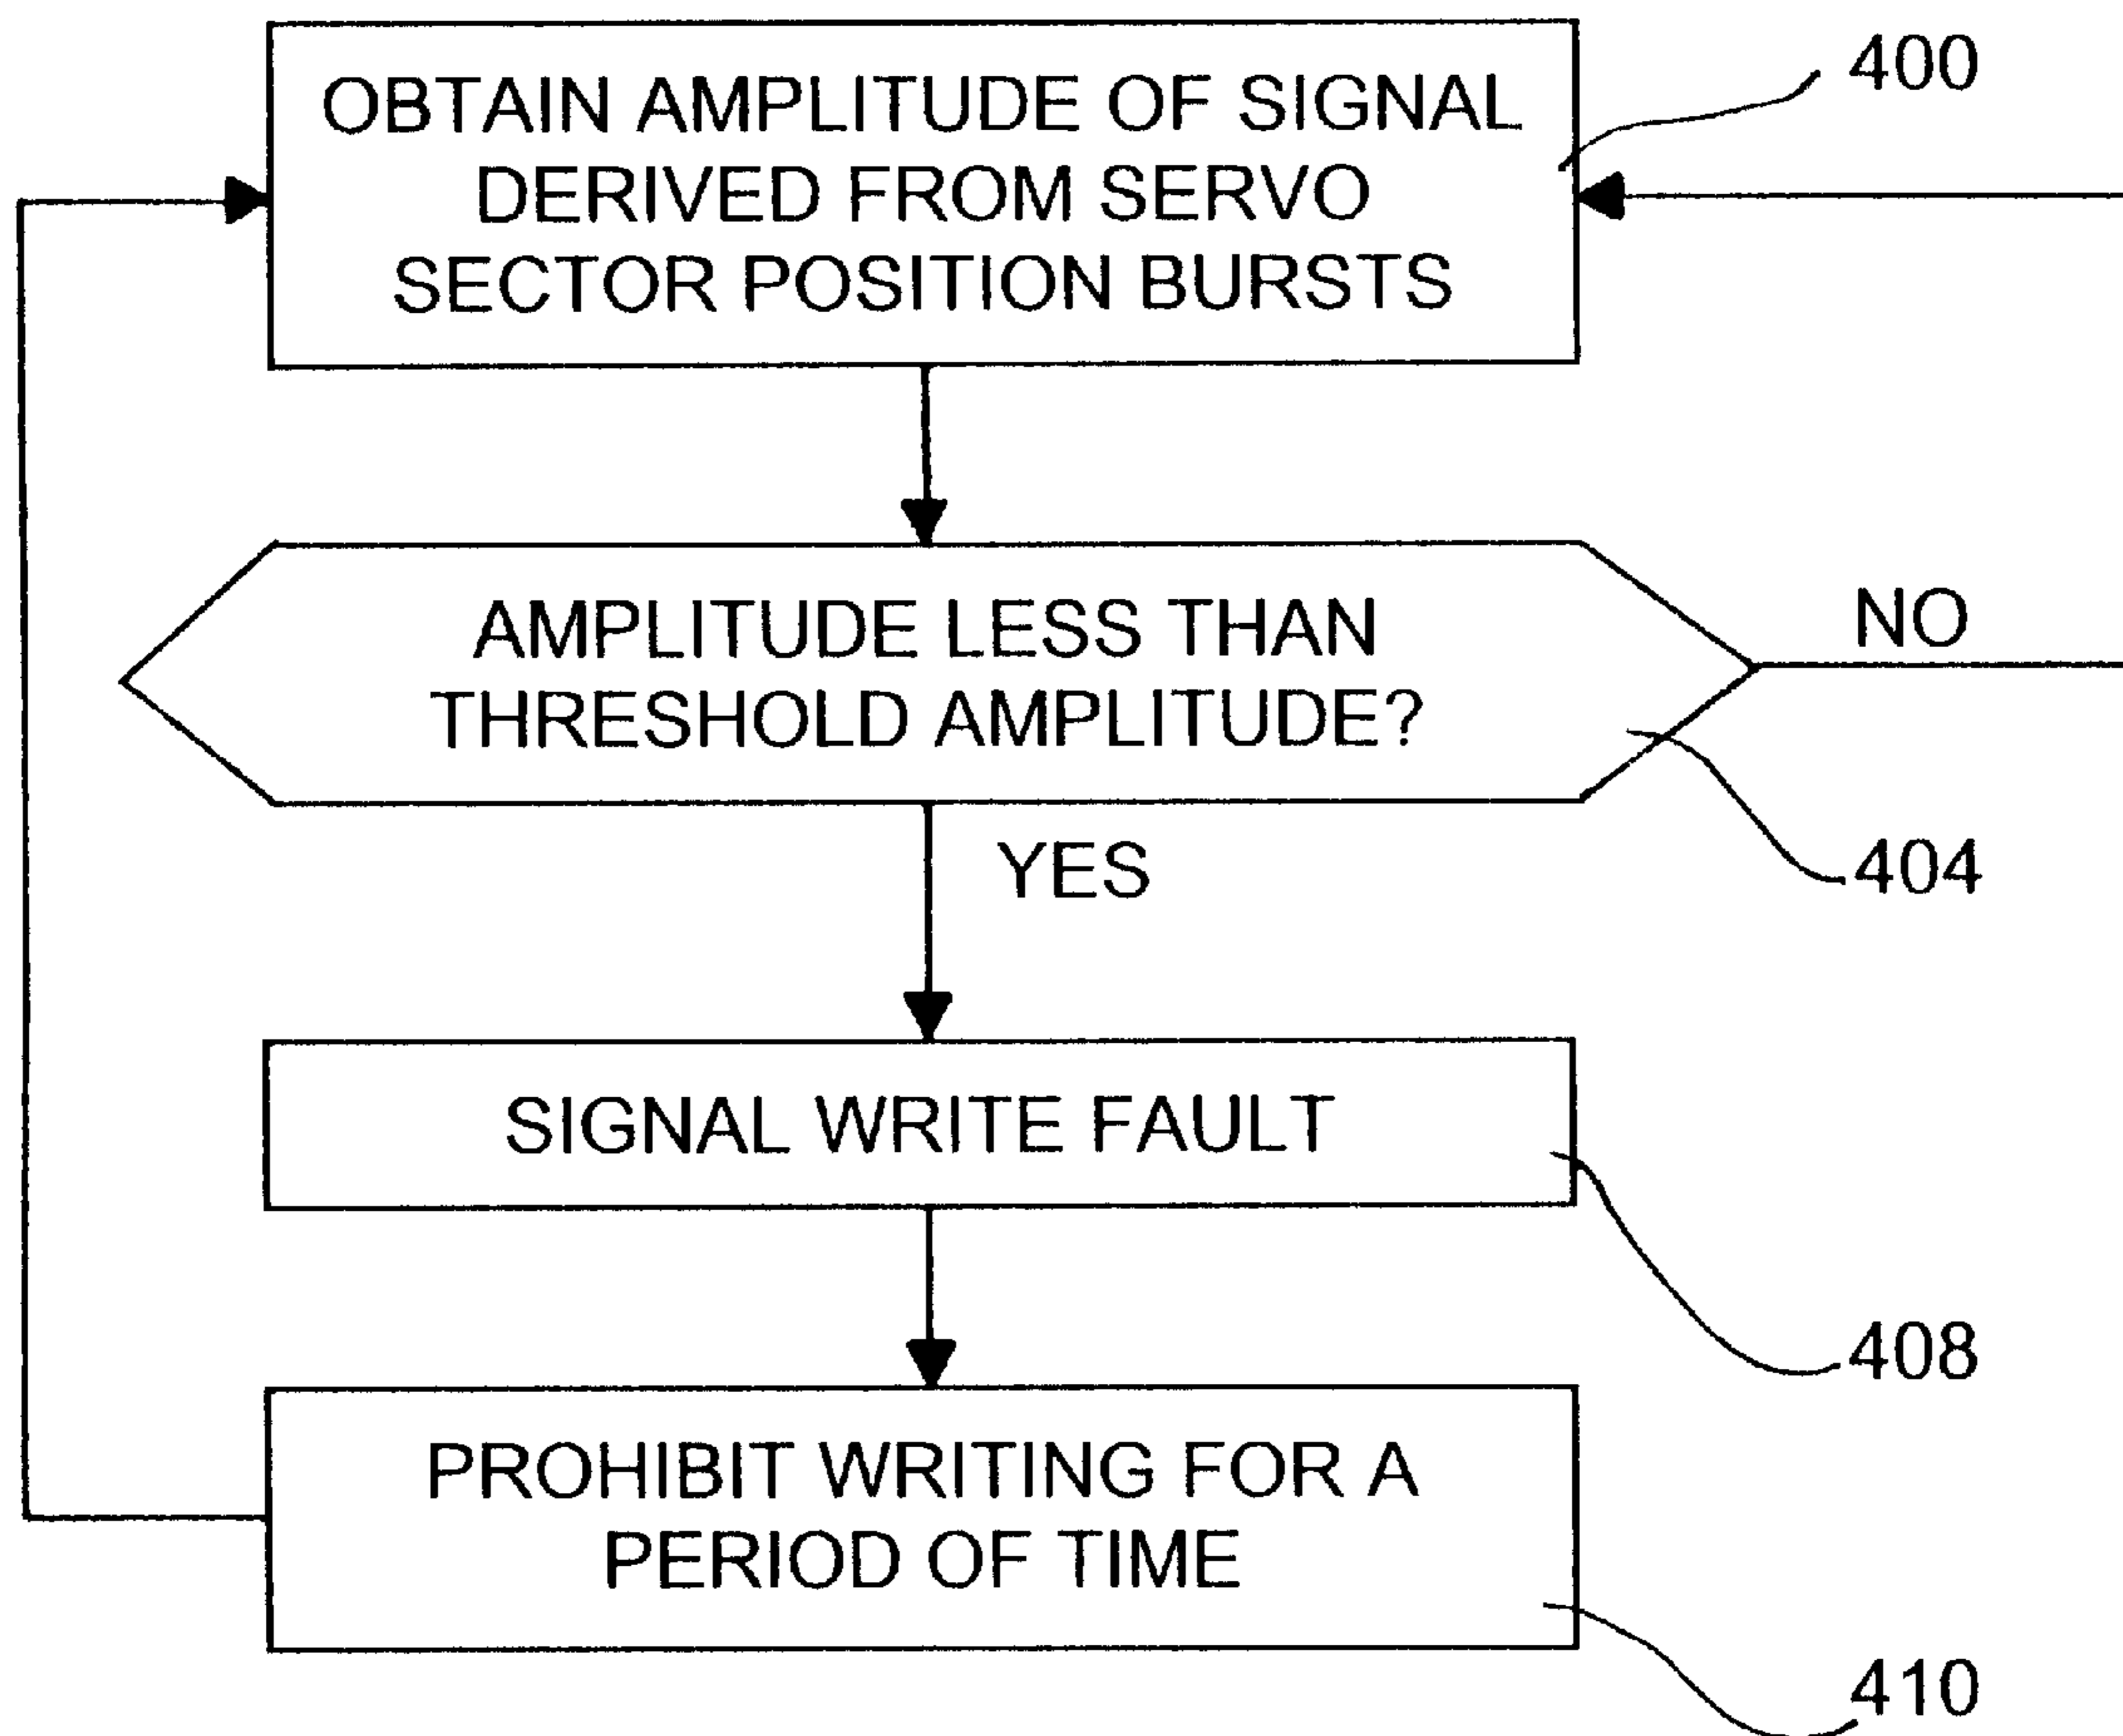 OBTAIN AMPLITUDE OF SIGNAL
DERIVED FROM SERVO
SECTOR POSITION BURSTS
400
AMPLITUDE LESS THAN
THRESHOLD AMPLITUDE?
NO
404
YES
SIGNAL WRITE FAULT
408
PROHIBIT WRITING FOR A
PERIOD OF TIME
410